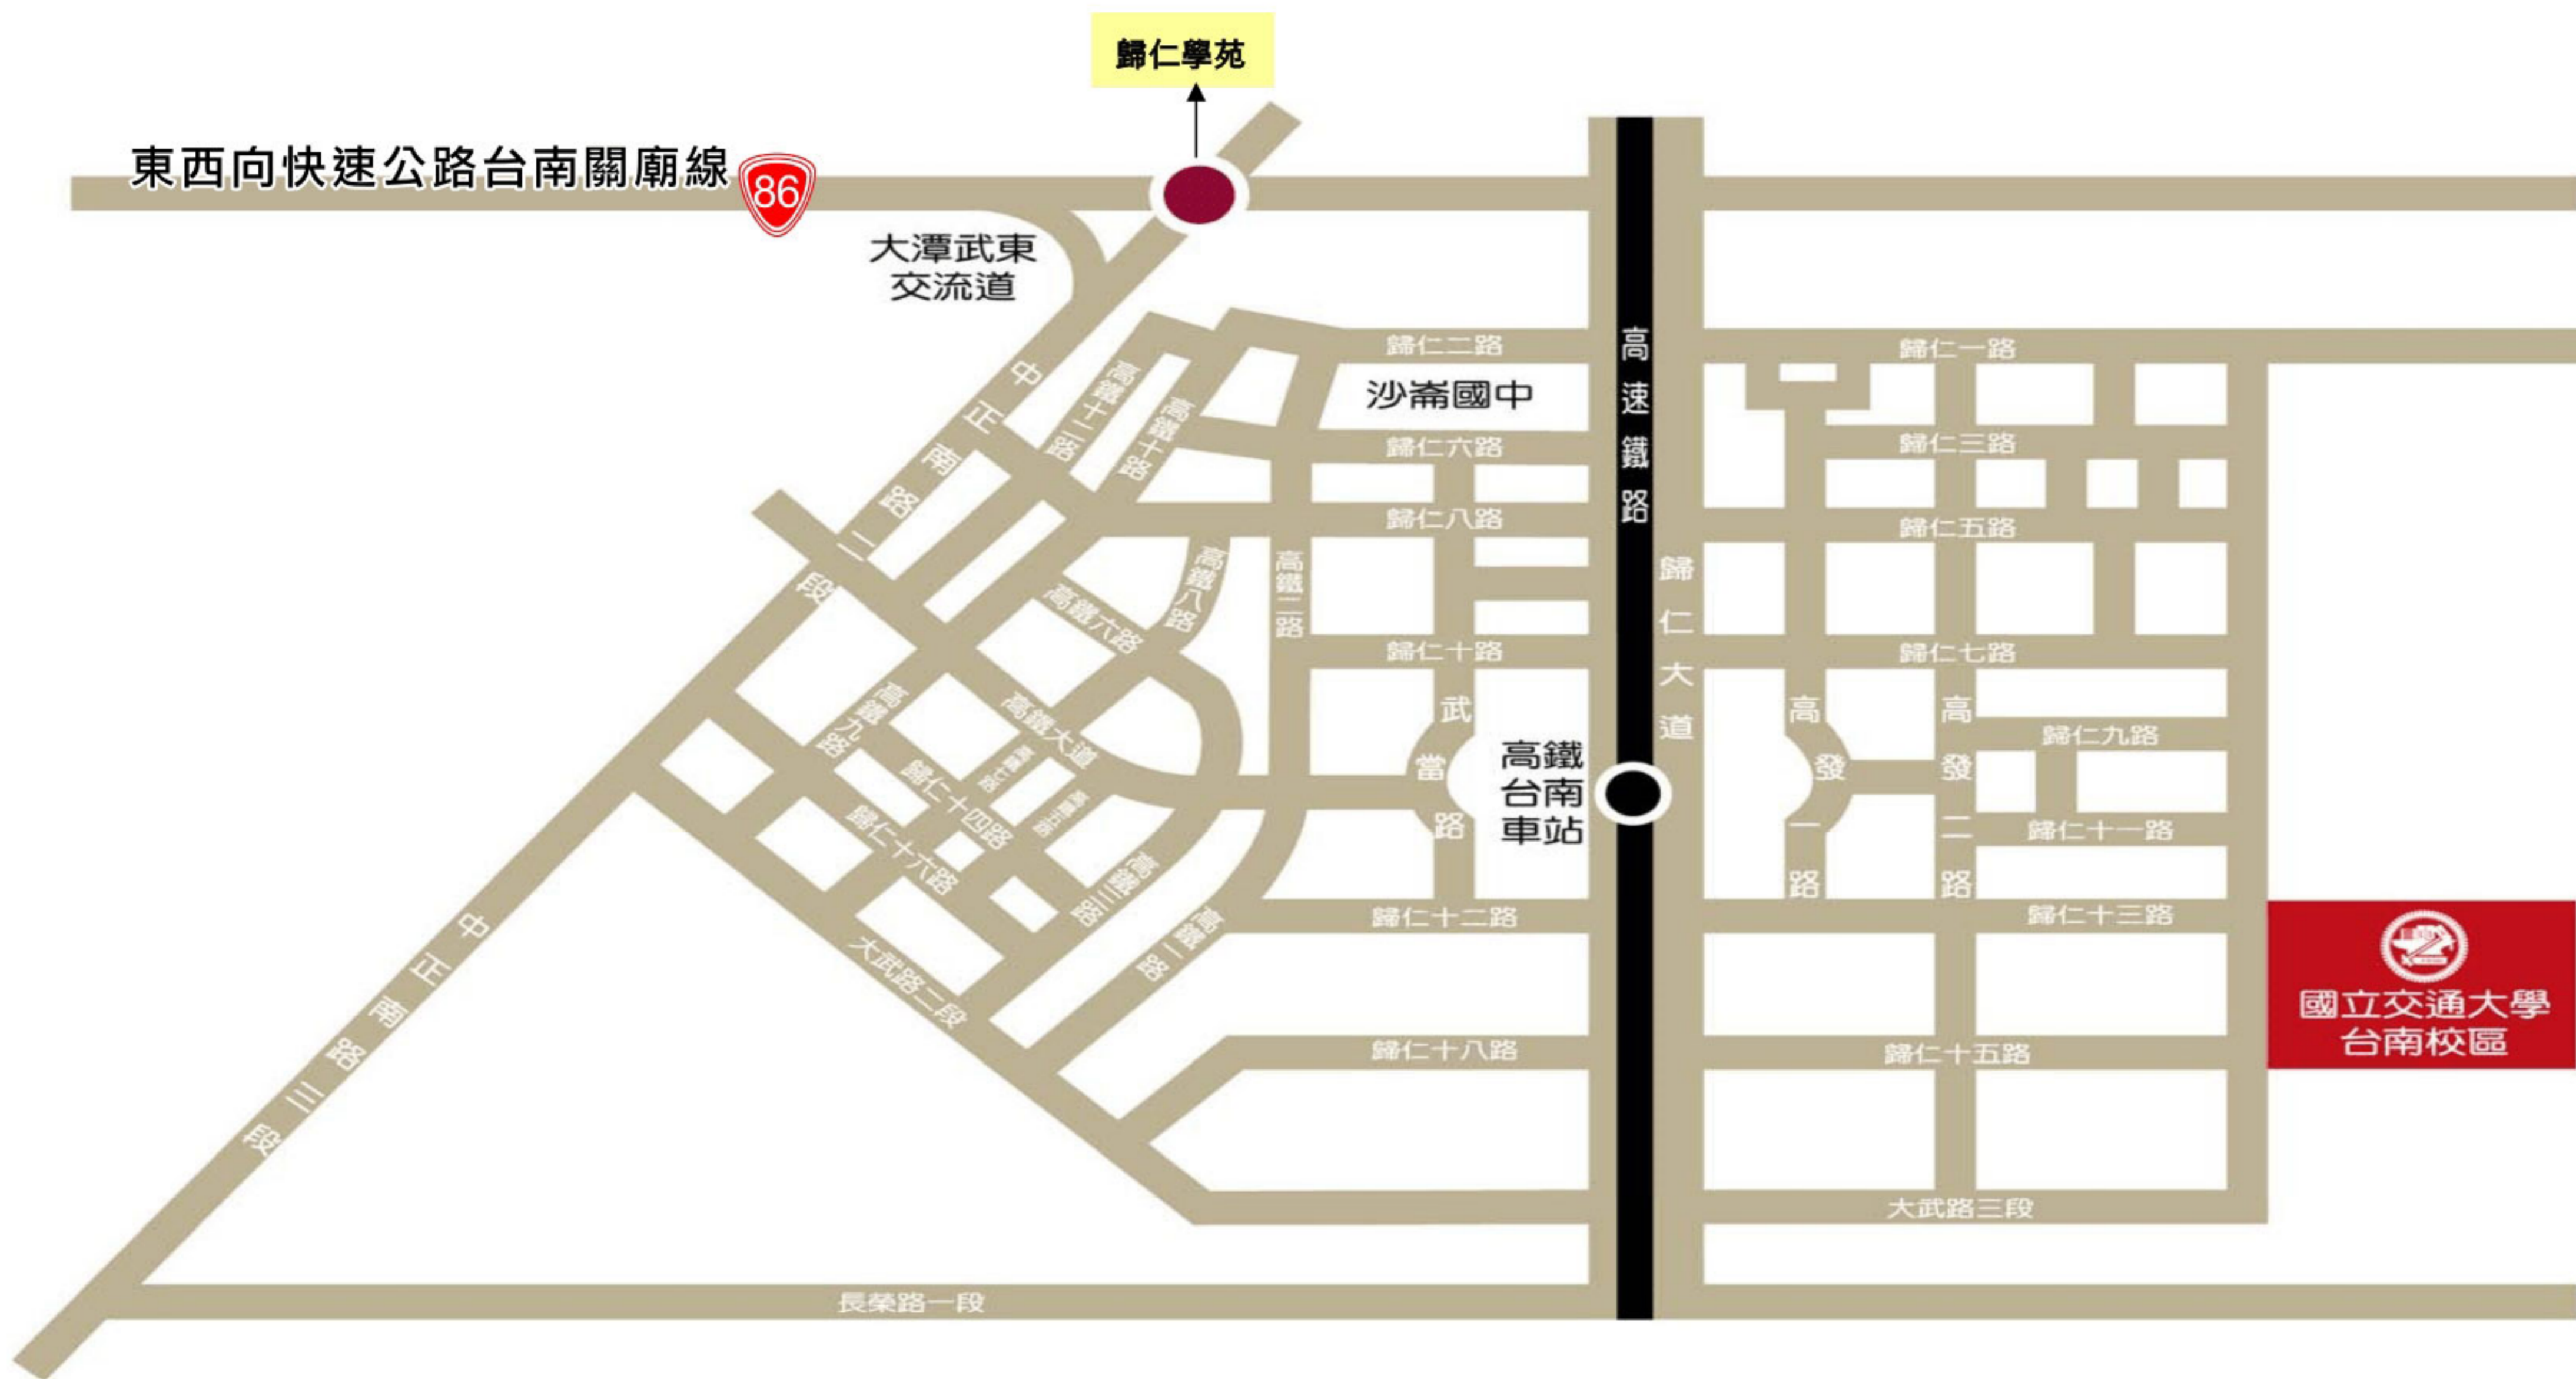 歸仁學苑
東西向快速公路台南關廟線
86
大潭武東
交流道
中正南路二段
高鐵十二路
高鐵十路
歸仁二路
沙崙國中
歸仁六路
歸仁八路
高鐵八路
高鐵二路
高鐵六路
歸仁十路
高速鐵路
歸仁大道
歸仁一路
歸仁三路
歸仁五路
歸仁七路
高鐵九路
高鐵大道
高鐵七路
高鐵五路
歸仁十四路
歸仁十六路
高鐵三路
高鐵一路
武當路
高鐵
台南
車站
高發一路
高發二路
歸仁九路
歸仁十一路
歸仁十二路
歸仁十三路
國立交通大學
台南校區
大武路二段
中正南路三段
歸仁十八路
歸仁十五路
大武路三段
長榮路一段